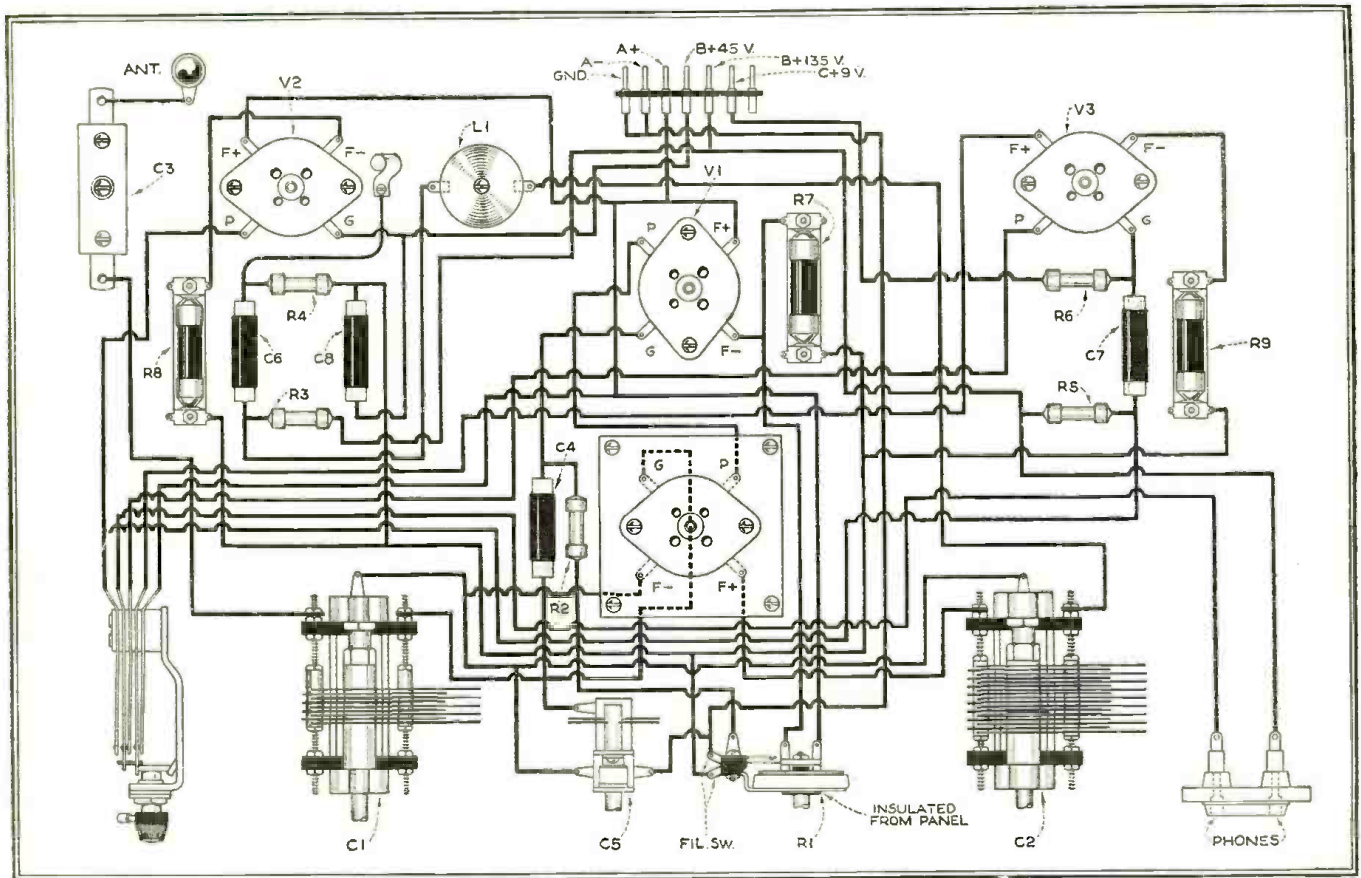 ANT.
V2
F+
F-
P
G
C3
L1
GND.
A-
A+
B+45 V.
B+135 V.
C+9 V.
V1
P
F+
G
F-
R7
V3
F+
F-
P
G
R8
C6
R4
C8
R3
R6
C7
R5
R9
C4
R2
G
P
F-
F+
C1
C5
FIL. SW.
R1
INSULATED
FROM PANEL
C2
PHONES